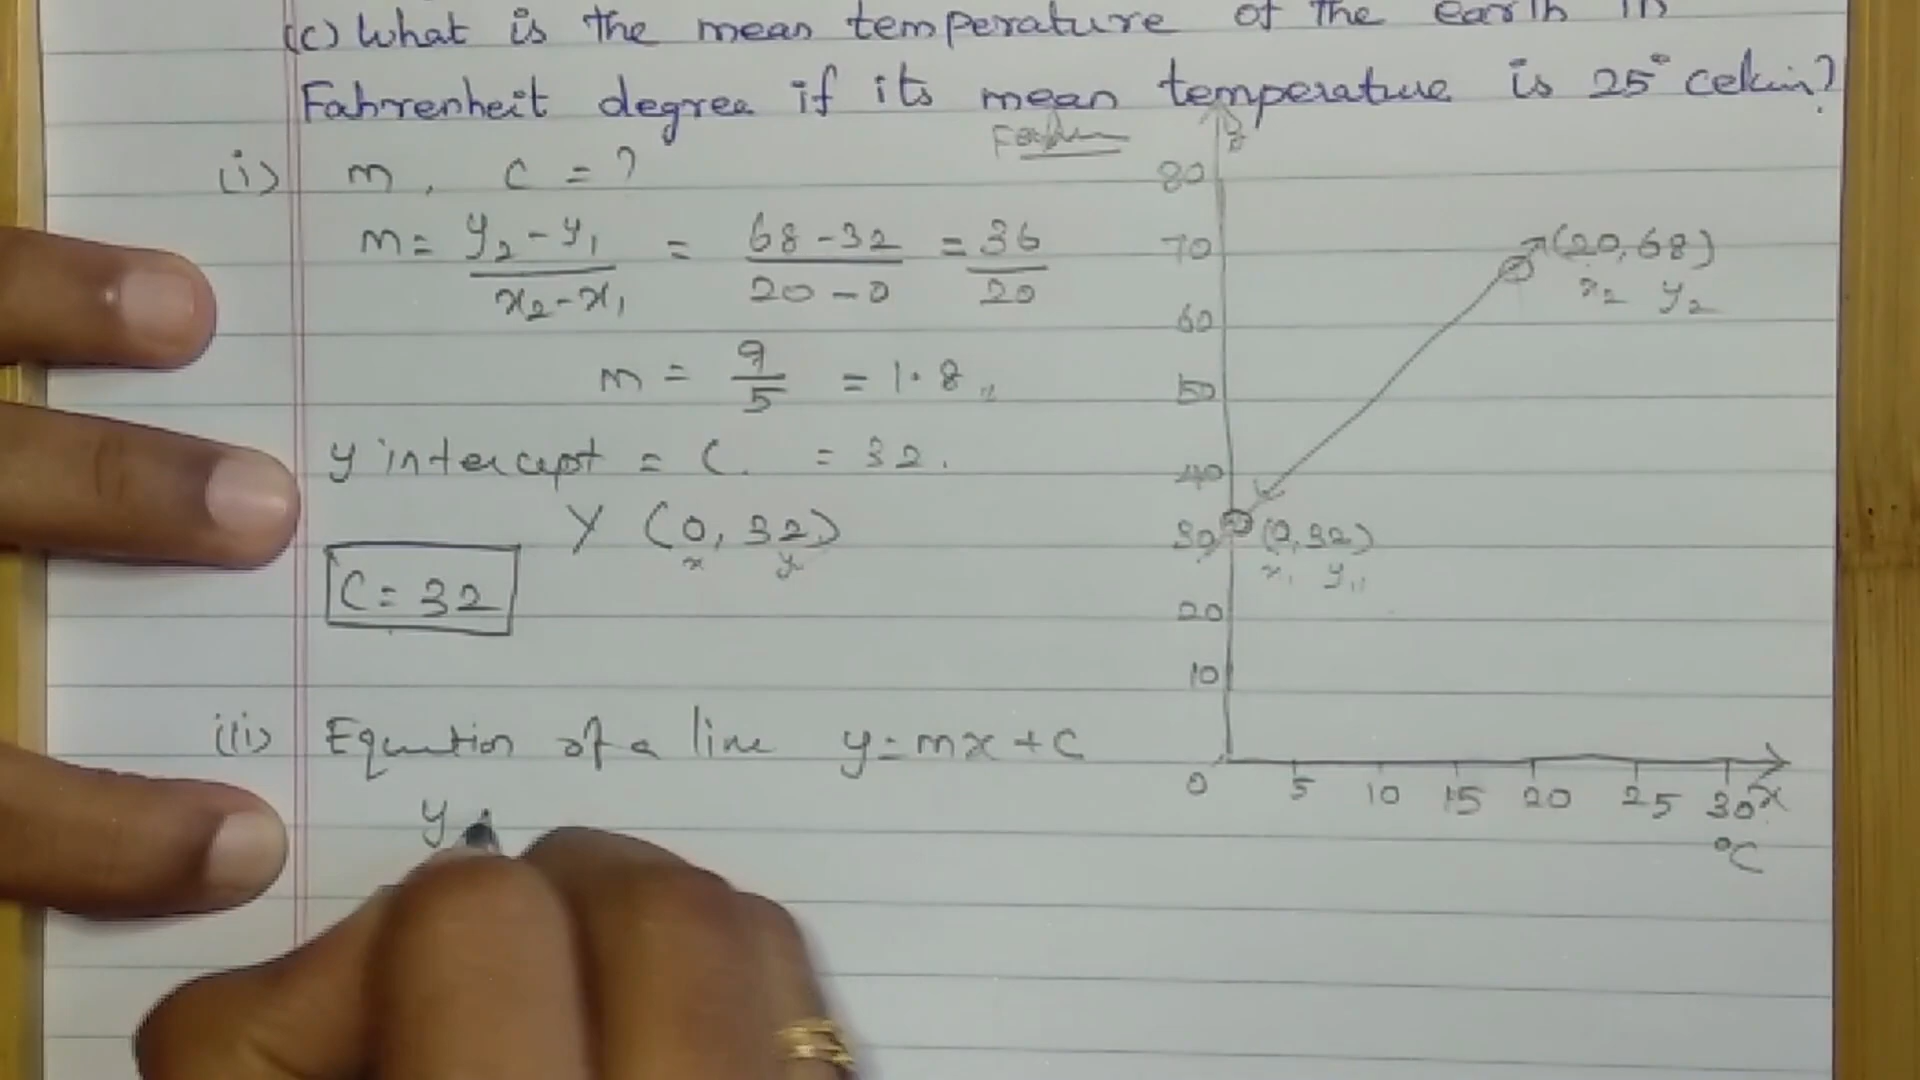 (c) What is the mean temperature of the earth in
Fahrenheit degree if its mean temperature is 25° celcius?
(i) m, c = ?
m = y₂-y₁ / x₂-x₁ = 68-32 / 20-0 = 36 / 20
m = 9 / 5 = 1.8
y intercept = c. = 32.
Y (0, 32)
x y
C = 32
(ii) Equation of a line y = mx + c
y
80
70
60
50
40
30
20
10
(20,68)
x₂ y₂
(0,32)
x₁ y₁
0 5 10 15 20 25 30 x
°C